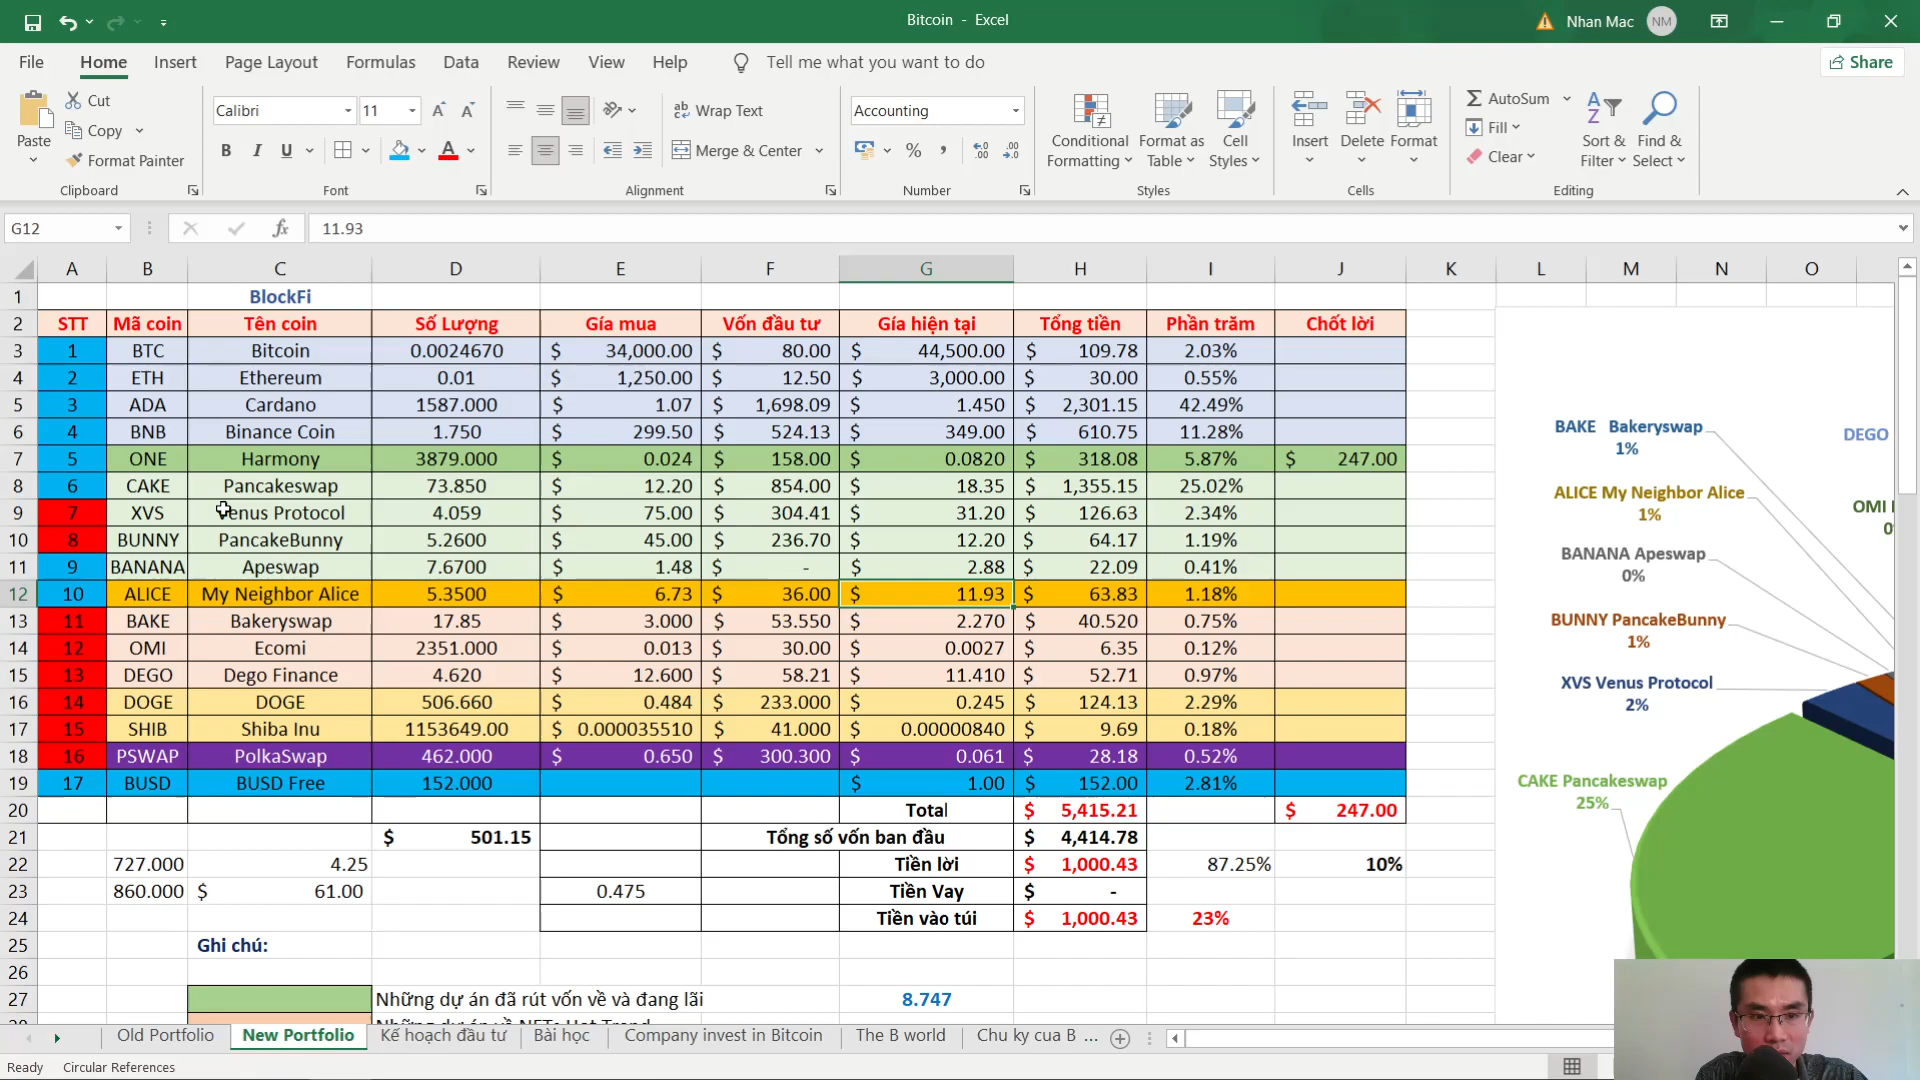 Bitcoin - Excel
Nhan Mac NM
File Home Insert Page Layout Formulas Data Review View Help Tell me what you want to do Share
Paste Cut Copy Format Painter
Calibri 11
B I U A
Wrap Text
Merge & Center
Accounting
$ % ,
Conditional Formatting
Format as Table
Cell Styles
Insert Delete Format
AutoSum Fill Clear
Sort & Filter
Find & Select
Clipboard Font Alignment Number Styles Cells Editing
G12 fx 11.93
A B C D E F G H I J K L M N O
1 BlockFi
2 STT Mã coin Tên coin Số Lượng Gía mua Vốn đầu tư Gía hiện tại Tổng tiền Phần trăm Chốt lời
3 1 BTC Bitcoin 0.0024670 $ 34,000.00 $ 80.00 $ 44,500.00 $ 109.78 2.03%
4 2 ETH Ethereum 0.01 $ 1,250.00 $ 12.50 $ 3,000.00 $ 30.00 0.55%
5 3 ADA Cardano 1587.000 $ 1.07 $ 1,698.09 $ 1.450 $ 2,301.15 42.49%
6 4 BNB Binance Coin 1.750 $ 299.50 $ 524.13 $ 349.00 $ 610.75 11.28%
7 5 ONE Harmony 3879.000 $ 0.024 $ 158.00 $ 0.0820 $ 318.08 5.87% $ 247.00
8 6 CAKE Pancakeswap 73.850 $ 12.20 $ 854.00 $ 18.35 $ 1,355.15 25.02%
9 7 XVS Venus Protocol 4.059 $ 75.00 $ 304.41 $ 31.20 $ 126.63 2.34%
10 8 BUNNY PancakeBunny 5.2600 $ 45.00 $ 236.70 $ 12.20 $ 64.17 1.19%
11 9 BANANA Apeswap 7.6700 $ 1.48 $ - $ 2.88 $ 22.09 0.41%
12 10 ALICE My Neighbor Alice 5.3500 $ 6.73 $ 36.00 $ 11.93 $ 63.83 1.18%
13 11 BAKE Bakeryswap 17.85 $ 3.000 $ 53.550 $ 2.270 $ 40.520 0.75%
14 12 OMI Ecomi 2351.000 $ 0.013 $ 30.00 $ 0.0027 $ 6.35 0.12%
15 13 DEGO Dego Finance 4.620 $ 12.600 $ 58.21 $ 11.410 $ 52.71 0.97%
16 14 DOGE DOGE 506.660 $ 0.484 $ 233.000 $ 0.245 $ 124.13 2.29%
17 15 SHIB Shiba Inu 1153649.00 $ 0.000035510 $ 41.000 $ 0.00000840 $ 9.69 0.18%
18 16 PSWAP PolkaSwap 462.000 $ 0.650 $ 300.300 $ 0.061 $ 28.18 0.52%
19 17 BUSD BUSD Free 152.000 $ 1.00 $ 152.00 2.81%
20 Total $ 5,415.21 $ 247.00
21 $ 501.15 Tổng số vốn ban đầu $ 4,414.78
22 727.000 4.25 Tiền lời $ 1,000.43 87.25% 10%
23 860.000 $ 61.00 0.475 Tiền Vay $ -
24 Tiền vào túi $ 1,000.43 23%
25 Ghi chú:
26
27 Những dự án đã rút vốn về và đang lãi 8.747
BAKE Bakeryswap
1%
DEGO
ALICE My Neighbor Alice
1%
OMI
BANANA Apeswap
0%
BUNNY PancakeBunny
1%
XVS Venus Protocol
2%
CAKE Pancakeswap
25%
Old Portfolio New Portfolio Kế hoạch đầu tư Bài học Company invest in Bitcoin The B world Chu ky cua B ...
Ready Circular References